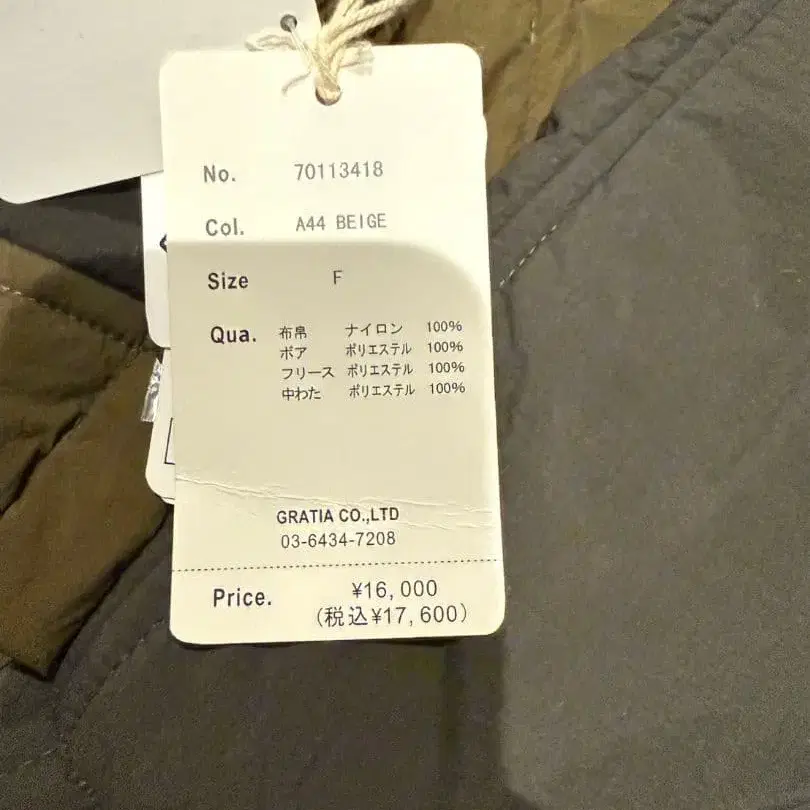 No. 70113418
Col. A44 BEIGE
Size F
Qua. 布帛 ナイロン 100%
ボア ポリエステル 100%
フリース ポリエステル 100%
中わた ポリエステル 100%
GRATIA CO.,LTD
03-6434-7208
Price. ¥16,000
(税込¥17,600)